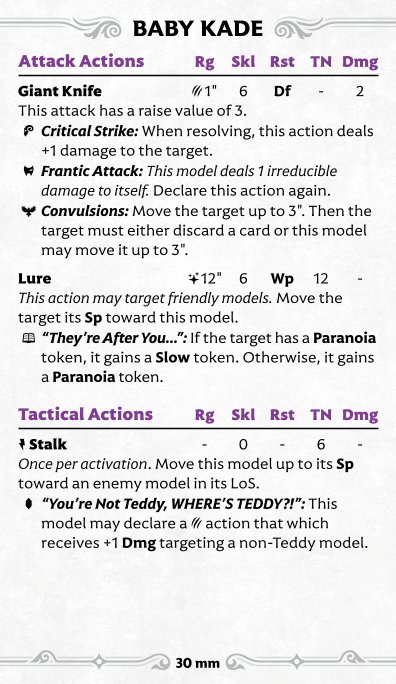 BABY KADE
Attack Actions Rg Skl Rst TN Dmg
Giant Knife 1" 6 Df - 2
This attack has a raise value of 3.
Critical Strike: When resolving, this action deals
+1 damage to the target.
Frantic Attack: This model deals 1 irreducible
damage to itself. Declare this action again.
Convulsions: Move the target up to 3". Then the
target must either discard a card or this model
may move it up to 3".
Lure 12" 6 Wp 12 -
This action may target friendly models. Move the
target its Sp toward this model.
“They’re After You...”: If the target has a Paranoia
token, it gains a Slow token. Otherwise, it gains
a Paranoia token.
Tactical Actions Rg Skl Rst TN Dmg
Stalk - 0 - 6 -
Once per activation. Move this model up to its Sp
toward an enemy model in its LoS.
“You’re Not Teddy, WHERE’S TEDDY?!”: This
model may declare a action that which
receives +1 Dmg targeting a non-Teddy model.
30 mm